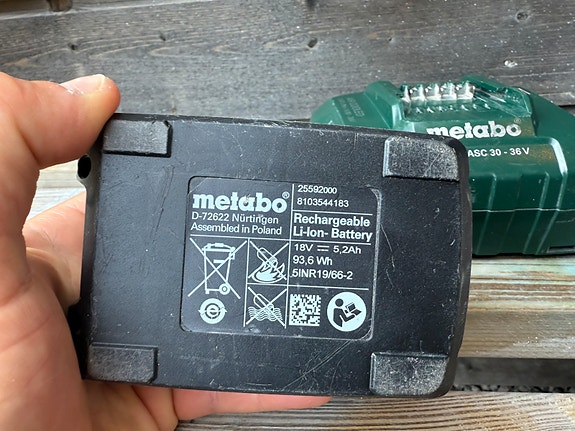 metabo®
D-72622 Nürtingen
Assembled in Poland
25592000
8103544183
Rechargeable
Li-Ion- Battery
18V ⎓ 5,2Ah
93,6 Wh
5INR19/66-2
metabo
ASC 30 - 36 V